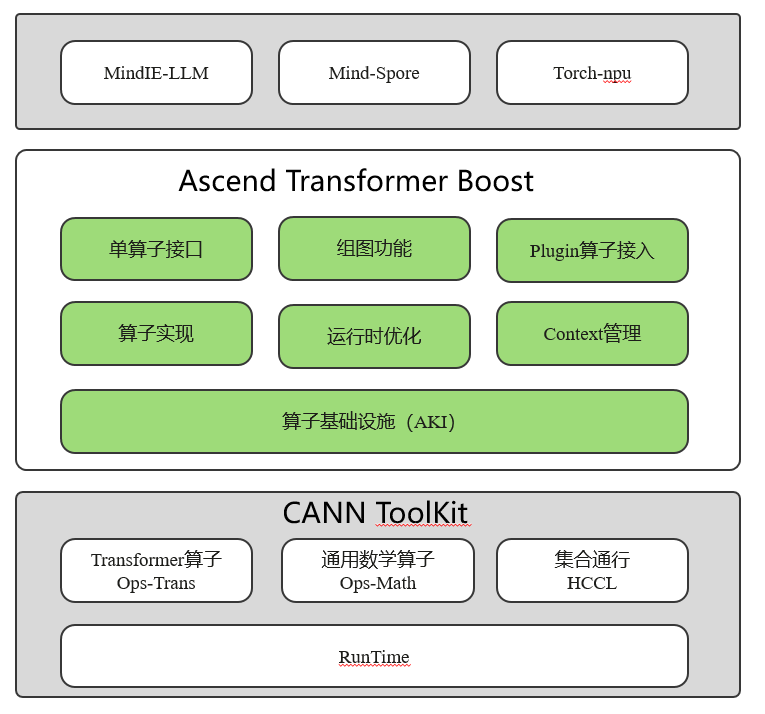 MindIE-LLM
Mind-Spore
Torch-npu
Ascend Transformer Boost
单算子接口
组图功能
Plugin算子接入
算子实现
运行时优化
Context管理
算子基础设施（AKI）
CANN ToolKit
Transformer算子
Ops-Trans
通用数学算子
Ops-Math
集合通行
HCCL
RunTime